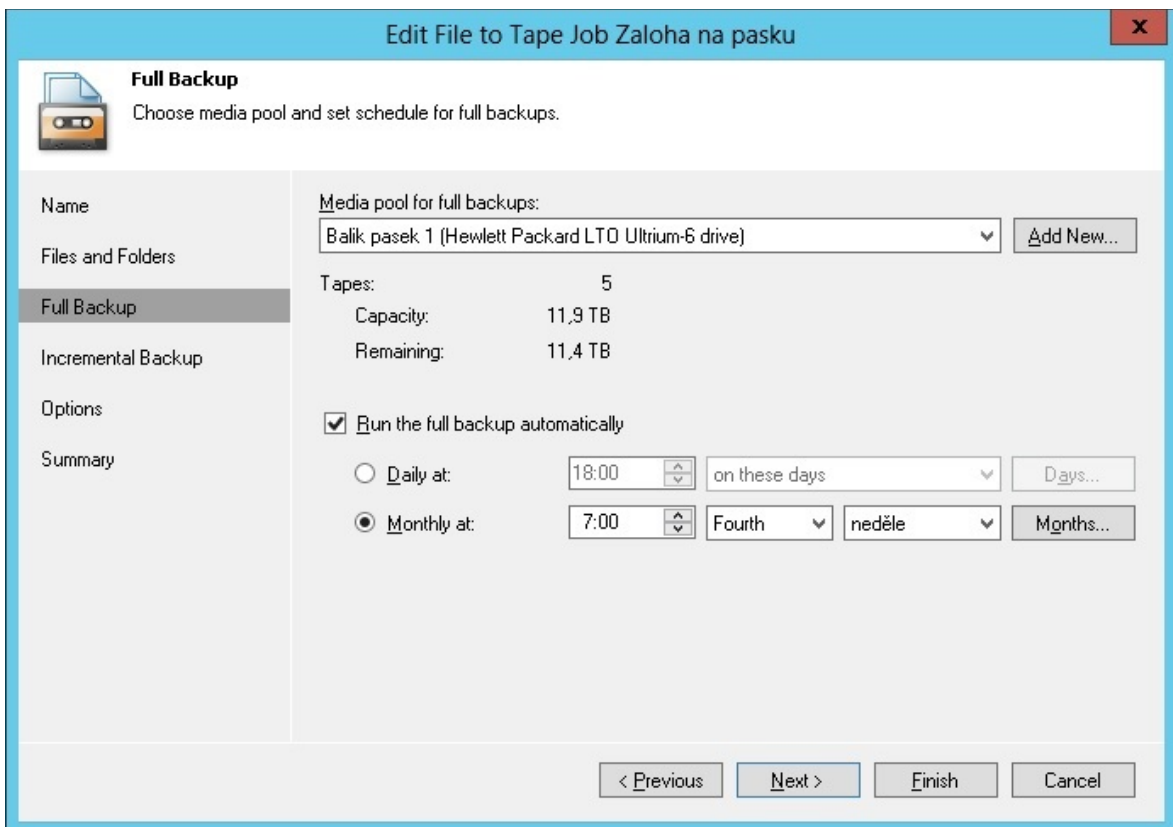 Edit File to Tape Job Zaloha na pasku
x
Full Backup
Choose media pool and set schedule for full backups.
Name
Files and Folders
Full Backup
Incremental Backup
Options
Summary
Media pool for full backups:
Balik pasek 1 (Hewlett Packard LTO Ultrium-6 drive)
Add New...
Tapes: 5
Capacity: 11,9 TB
Remaining: 11,4 TB
Run the full backup automatically
Daily at: 18:00 on these days Days...
Monthly at: 7:00 Fourth neděle Months...
< Previous Next > Finish Cancel